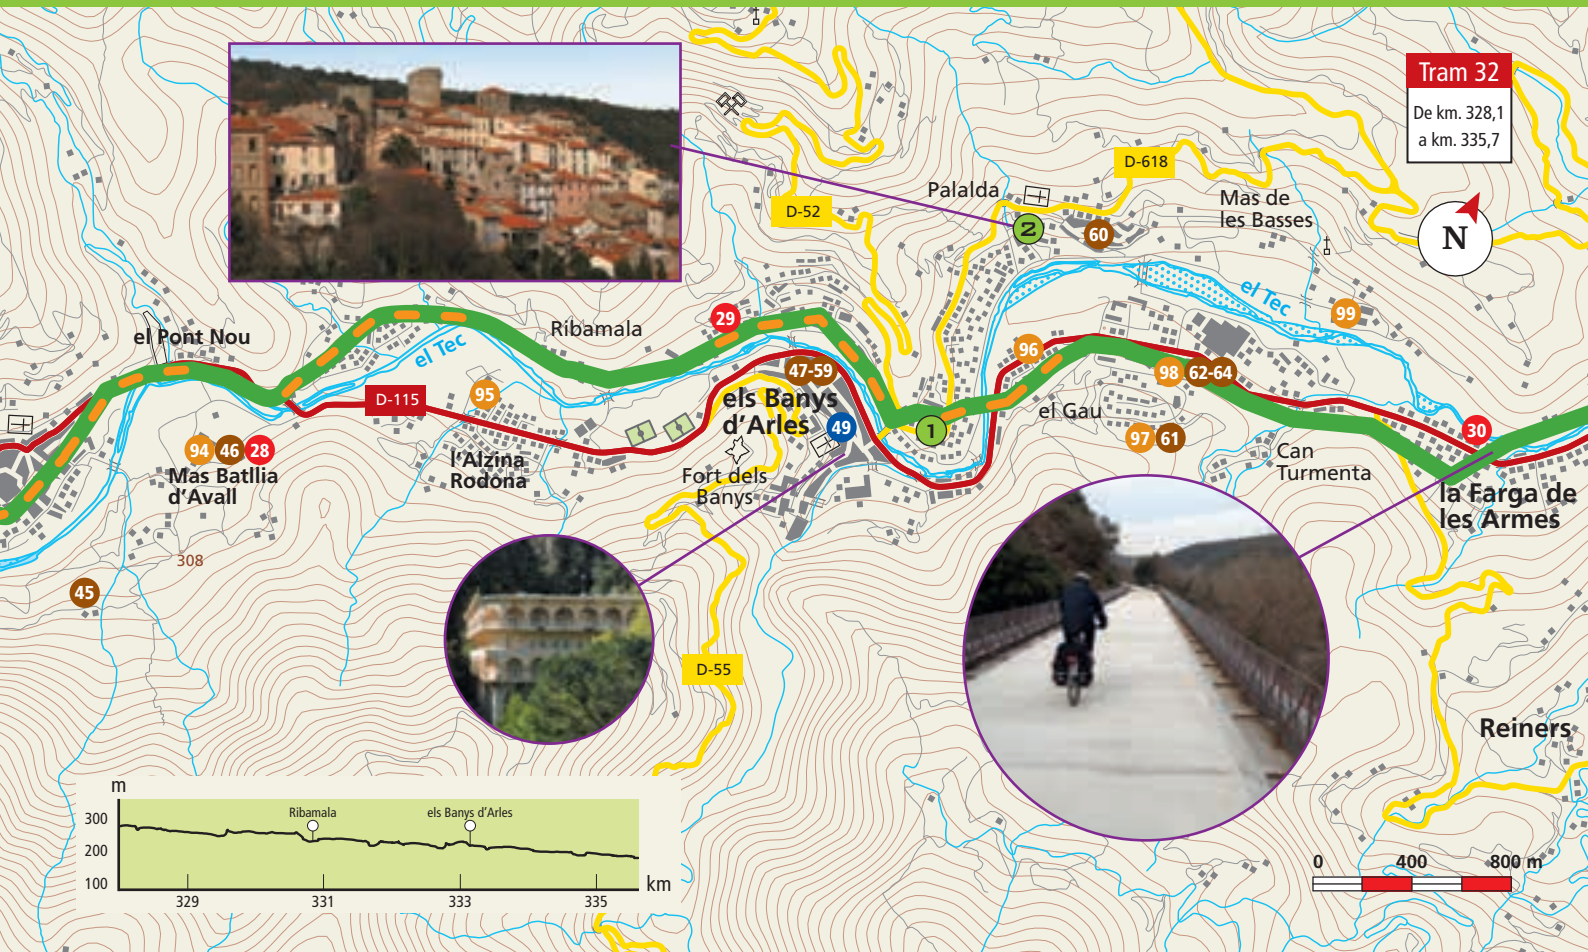 Tram 32
De km. 328,1
a km. 335,7
N
D-618
Palalda
Mas de
les Basses
D-52
2
60
el Tec
99
29
Ribamala
el Pont Nou
el Tec
96
47-59
98
62-64
D-115
95
els Banys
d'Arles
49
1
el Gau
97
61
30
94
46
28
Mas Batllia
d'Avall
l'Alzina
Rodona
Fort dels
Banys
Can
Turmenta
la Farga de
les Armes
308
45
D-55
Reiners
m
300
200
100
Ribamala
els Banys d'Arles
km
329
331
333
335
0
400
800 m